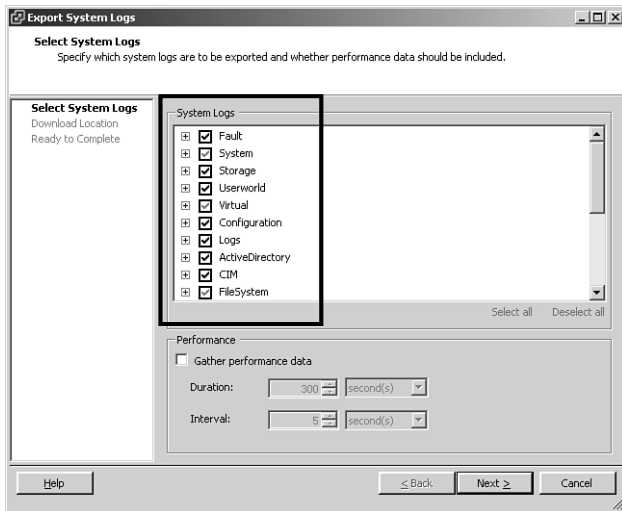 Export System Logs
Select System Logs
Specify which system logs are to be exported and whether performance data should be included.
Select System Logs
Download Location
Ready to Complete
System Logs
Fault
System
Storage
Userworld
Virtual
Configuration
Logs
ActiveDirectory
CIM
FileSystem
Select all Deselect all
Performance
Gather performance data
Duration: 300 second(s)
Interval: 5 second(s)
Help < Back Next > Cancel